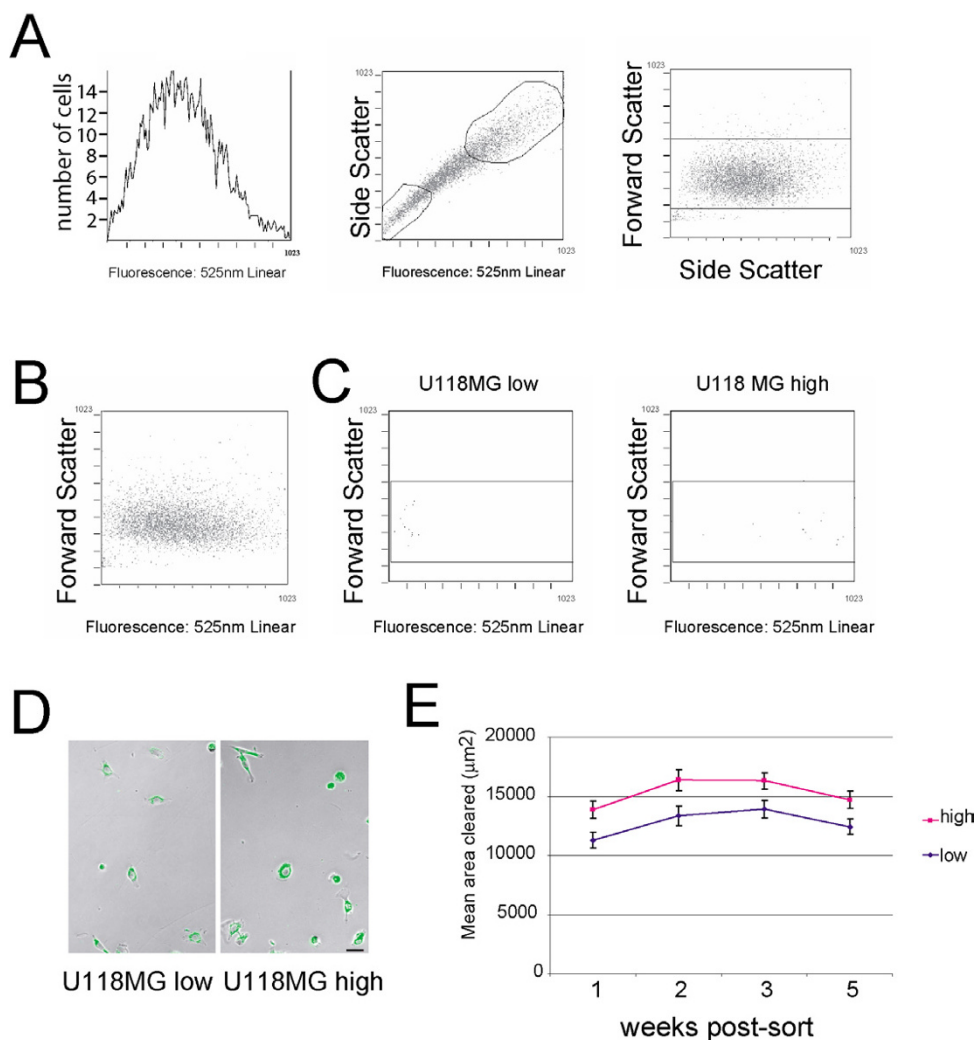 A
number of cells
14
12
10
8
6
4
2
1023
Fluorescence: 525nm Linear
Side Scatter
1023
1023
Fluorescence: 525nm Linear
Forward Scatter
1023
1023
Side Scatter
B
Forward Scatter
1023
1023
Fluorescence: 525nm Linear
C
U118MG low
Forward Scatter
1023
1023
Fluorescence: 525nm Linear
U118 MG high
Forward Scatter
1023
1023
Fluorescence: 525nm Linear
D
U118MG low
U118MG high
E
Mean area cleared (μm2)
20000
15000
10000
5000
0
1
2
3
5
weeks post-sort
high
low